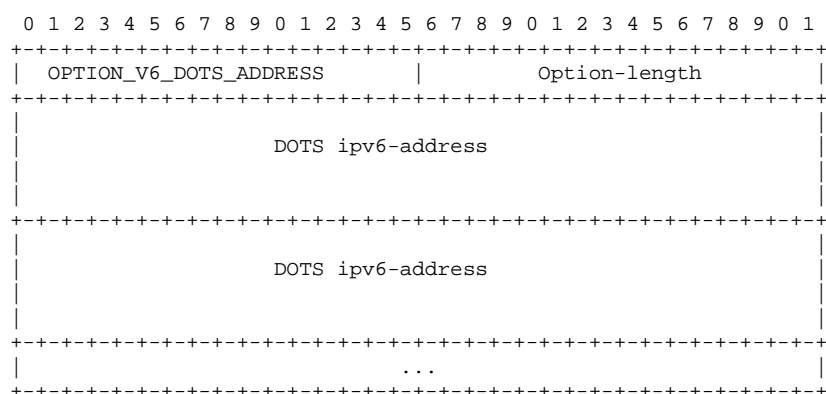 0 1 2 3 4 5 6 7 8 9 0 1 2 3 4 5 6 7 8 9 0 1 2 3 4 5 6 7 8 9 0 1
+-+-+-+-+-+-+-+-+-+-+-+-+-+-+-+-+-+-+-+-+-+-+-+-+-+-+-+-+-+-+-+-+
|  OPTION_V6_DOTS_ADDRESS       |         Option-length         |
+-+-+-+-+-+-+-+-+-+-+-+-+-+-+-+-+-+-+-+-+-+-+-+-+-+-+-+-+-+-+-+-+
|                                                               |
|                    DOTS ipv6-address                          |
|                                                               |
|                                                               |
+-+-+-+-+-+-+-+-+-+-+-+-+-+-+-+-+-+-+-+-+-+-+-+-+-+-+-+-+-+-+-+-+
|                                                               |
|                    DOTS ipv6-address                          |
|                                                               |
|                                                               |
+-+-+-+-+-+-+-+-+-+-+-+-+-+-+-+-+-+-+-+-+-+-+-+-+-+-+-+-+-+-+-+-+
|                              ...                              |
+-+-+-+-+-+-+-+-+-+-+-+-+-+-+-+-+-+-+-+-+-+-+-+-+-+-+-+-+-+-+-+-+